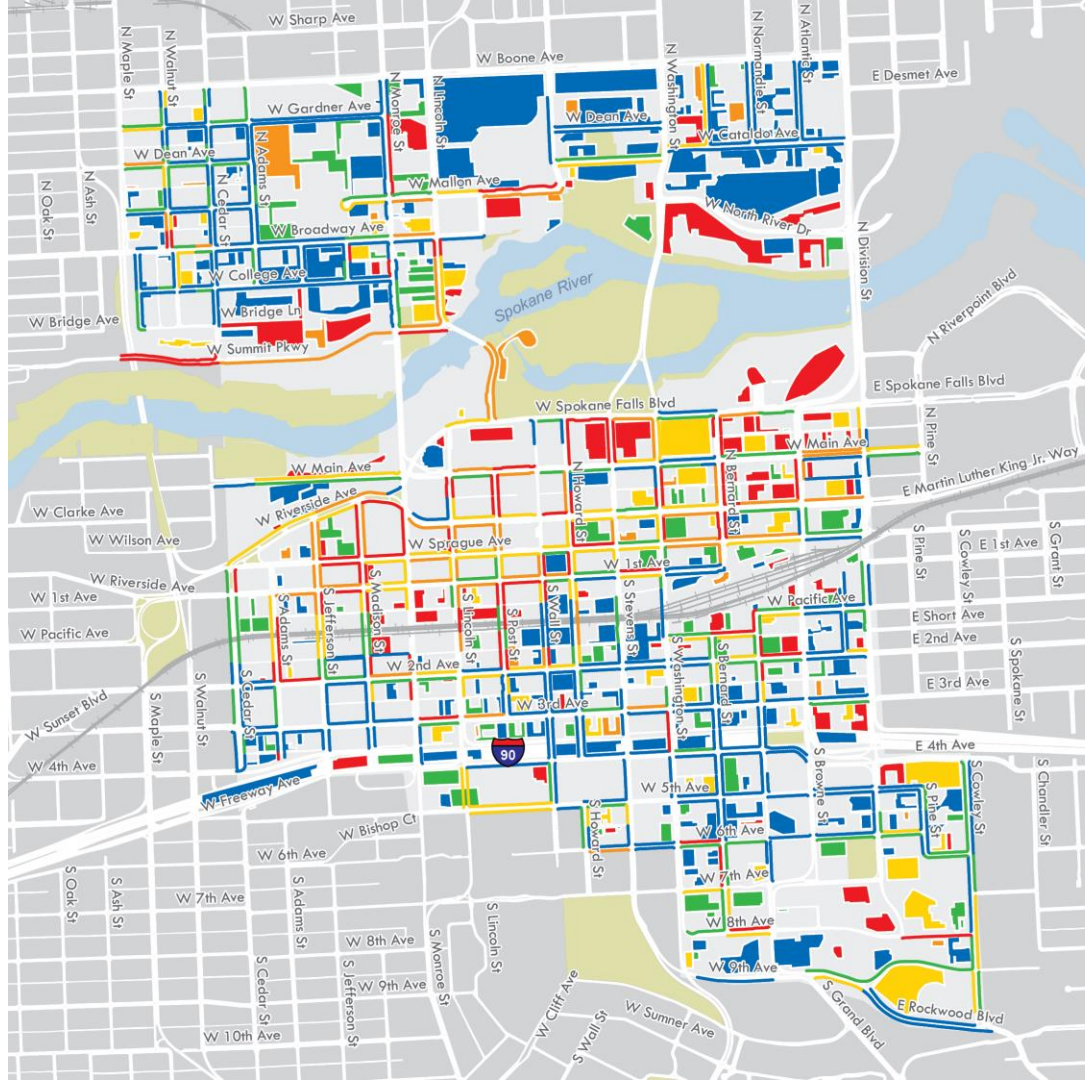 W Sharp Ave
N Maple St
N Walnut St
W Boone Ave
N Monroe St
N Lincoln St
N Washington St
N Normandie St
N Atlantic St
E Desmet Ave
W Gardner Ave
W Dean Ave
W Cataldo Ave
W Dean Ave
N Adams St
N Oak St
N Ash St
N Cedar St
W Mallon Ave
W North River Dr
W Broadway Ave
N Division St
W College Ave
Spokane River
W Bridge Ave
W Bridge Ln
N Riverpoint Blvd
W Summit Pkwy
E Spokane Falls Blvd
W Spokane Falls Blvd
N Pine St
W Main Ave
W Main Ave
N Howard St
N Bernard St
E Martin Luther King Jr. Way
W Riverside Ave
W Clarke Ave
W Wilson Ave
W Sprague Ave
S Pine St
S Cowley St
E 1st Ave
S Grant St
W Riverside Ave
W 1st Ave
W 1st Ave
W Pacific Ave
W Pacific Ave
S Adams St
S Jefferson St
S Madison St
S Lincoln St
S Post St
S Wall St
S Stevens St
E Short Ave
E 2nd Ave
W 2nd Ave
S Washington St
S Bernard St
S Spokane St
E 3rd Ave
W Sunset Blvd
S Maple St
S Walnut St
S Cedar St
W 3rd Ave
90
E 4th Ave
W 4th Ave
W Freeway Ave
W 5th Ave
S Browne St
S Pine St
S Cowley St
S Chandler St
W Bishop Ct
S Howard St
W 6th Ave
W 6th Ave
S Oak St
S Ash St
W 7th Ave
S Adams St
W 7th Ave
W 8th Ave
W 8th Ave
S Monroe St
S Lincoln St
S Cedar St
S Jefferson St
W 9th Ave
W 9th Ave
W Cliff Ave
S Wall St
W Sumner Ave
S Grand Blvd
E Rockwood Blvd
W 10th Ave